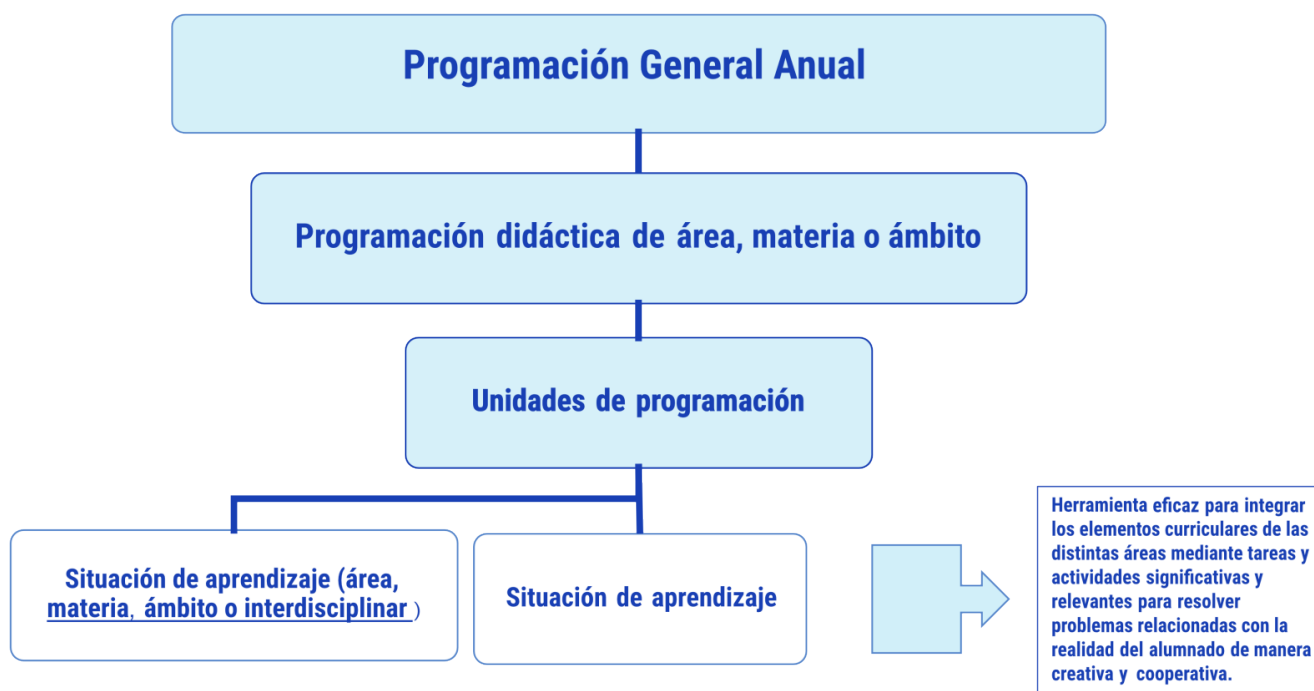 Programación General Anual
Programación didáctica de área, materia o ámbito
Unidades de programación
Situación de aprendizaje (área,
materia, ámbito o interdisciplinar )
Situación de aprendizaje
Herramienta eficaz para integrar
los elementos curriculares de las
distintas áreas mediante tareas y
actividades significativas y
relevantes para resolver
problemas relacionadas con la
realidad del alumnado de manera
creativa y cooperativa.